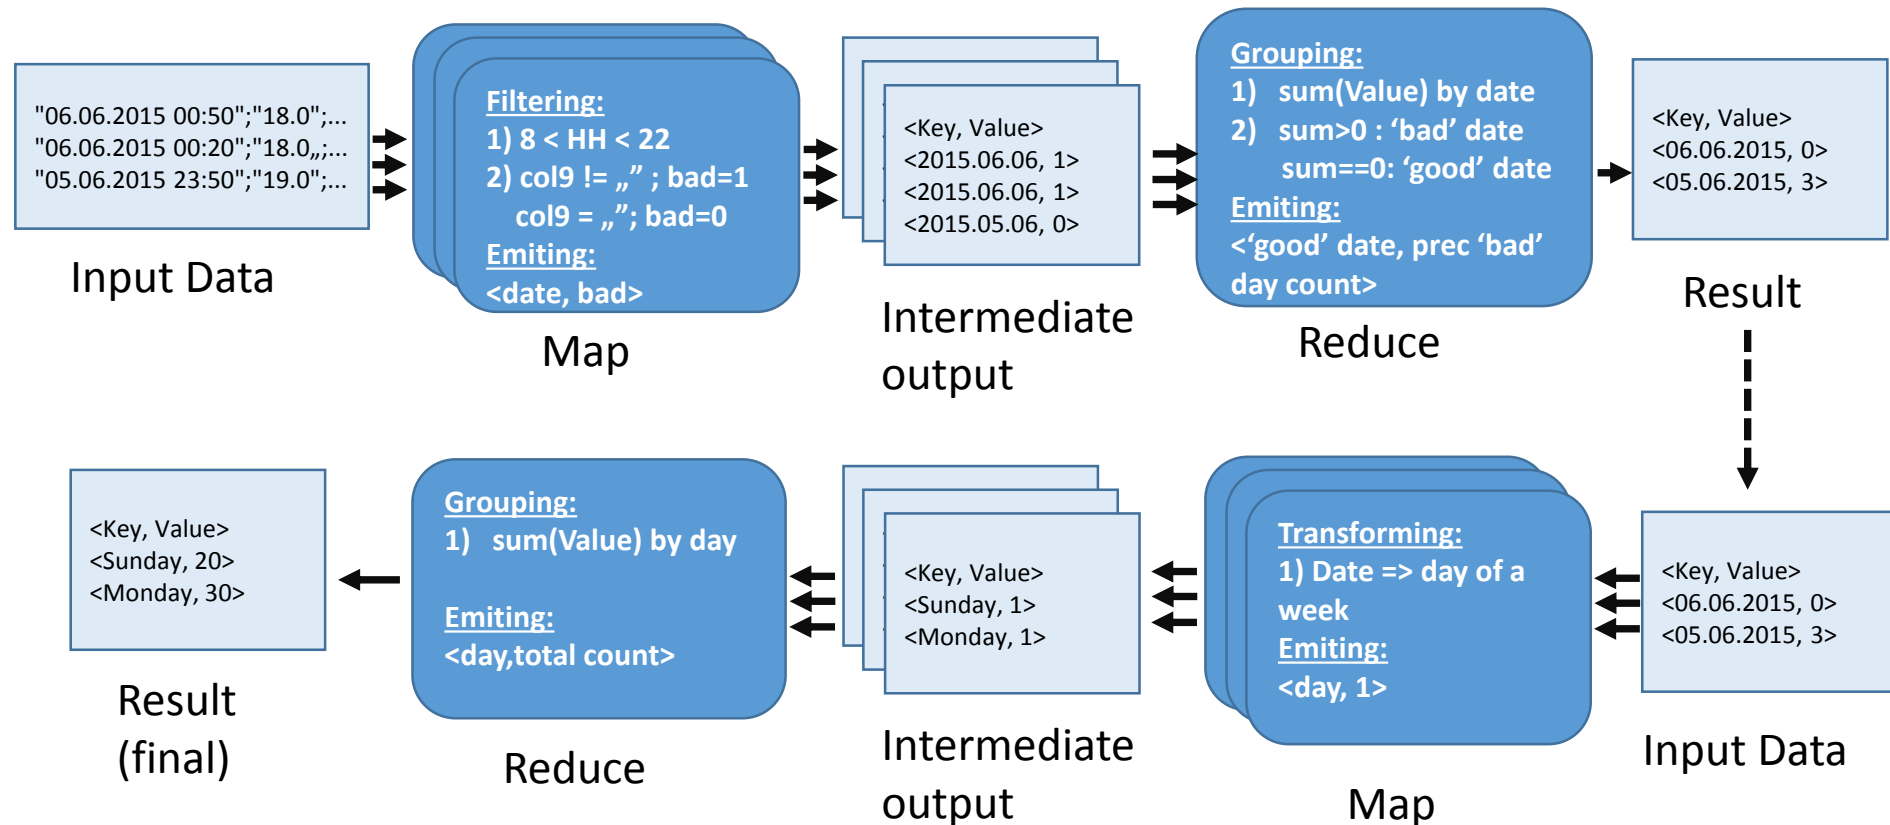 "06.06.2015 00:50";"18.0";...
"06.06.2015 00:20";"18.0„;...
"05.06.2015 23:50";"19.0";...
Input Data
Filtering:
1) 8 < HH < 22
2) col9 != „” ; bad=1
col9 = „”; bad=0
Emiting:
<date, bad>
Map
<Key, Value>
<2015.06.06, 1>
<2015.06.06, 1>
<2015.05.06, 0>
Intermediate
output
Grouping:
1) sum(Value) by date
2) sum>0 : ‘bad’ date
sum==0: ‘good’ date
Emiting:
<‘good’ date, prec ‘bad’
day count>
Reduce
<Key, Value>
<06.06.2015, 0>
<05.06.2015, 3>
Result
<Key, Value>
<06.06.2015, 0>
<05.06.2015, 3>
Input Data
Transforming:
1) Date => day of a
week
Emiting:
<day, 1>
Map
<Key, Value>
<Sunday, 1>
<Monday, 1>
Intermediate
output
Grouping:
1) sum(Value) by day
Emiting:
<day,total count>
Reduce
<Key, Value>
<Sunday, 20>
<Monday, 30>
Result
(final)